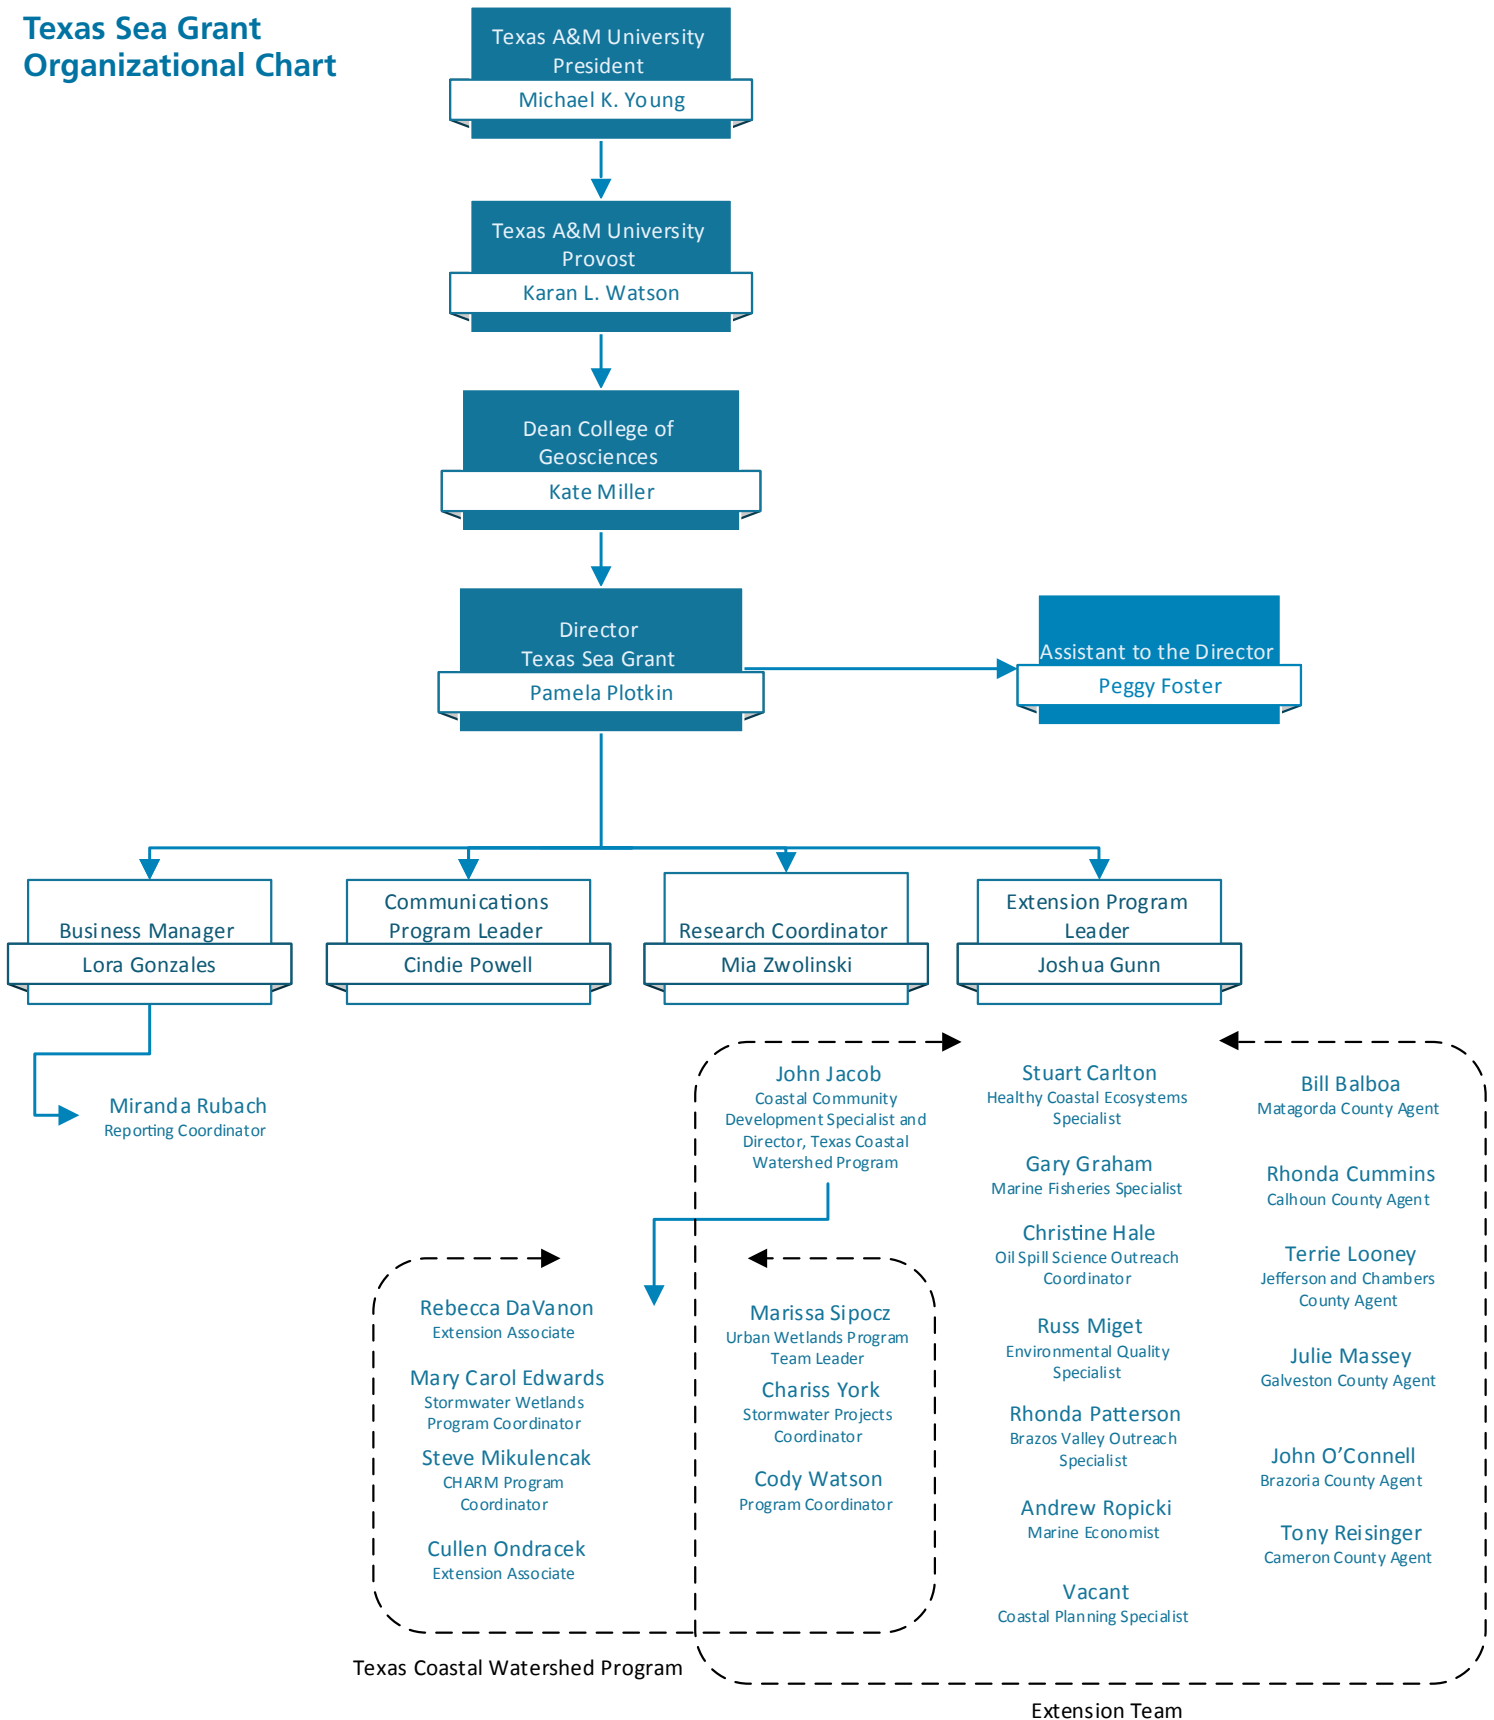 Texas Sea Grant
Organizational Chart
Texas A&M University
President
Michael K. Young
Texas A&M University
Provost
Karan L. Watson
Dean College of
Geosciences
Kate Miller
Director
Texas Sea Grant
Pamela Plotkin
Assistant to the Director
Peggy Foster
Business Manager
Lora Gonzales
Communications
Program Leader
Cindie Powell
Research Coordinator
Mia Zwolinski
Extension Program
Leader
Joshua Gunn
Miranda Rubach
Reporting Coordinator
John Jacob
Coastal Community
Development Specialist and
Director, Texas Coastal
Watershed Program
Rebecca DaVanon
Extension Associate
Mary Carol Edwards
Stormwater Wetlands
Program Coordinator
Steve Mikulencak
CHARM Program
Coordinator
Cullen Ondracek
Extension Associate
Marissa Sipocz
Urban Wetlands Program
Team Leader
Chariss York
Stormwater Projects
Coordinator
Cody Watson
Program Coordinator
Texas Coastal Watershed Program
Stuart Carlton
Healthy Coastal Ecosystems
Specialist
Gary Graham
Marine Fisheries Specialist
Christine Hale
Oil Spill Science Outreach
Coordinator
Russ Miget
Environmental Quality
Specialist
Rhonda Patterson
Brazos Valley Outreach
Specialist
Andrew Ropicki
Marine Economist
Vacant
Coastal Planning Specialist
Bill Balboa
Matagorda County Agent
Rhonda Cummins
Calhoun County Agent
Terrie Looney
Jefferson and Chambers
County Agent
Julie Massey
Galveston County Agent
John O’Connell
Brazoria County Agent
Tony Reisinger
Cameron County Agent
Extension Team